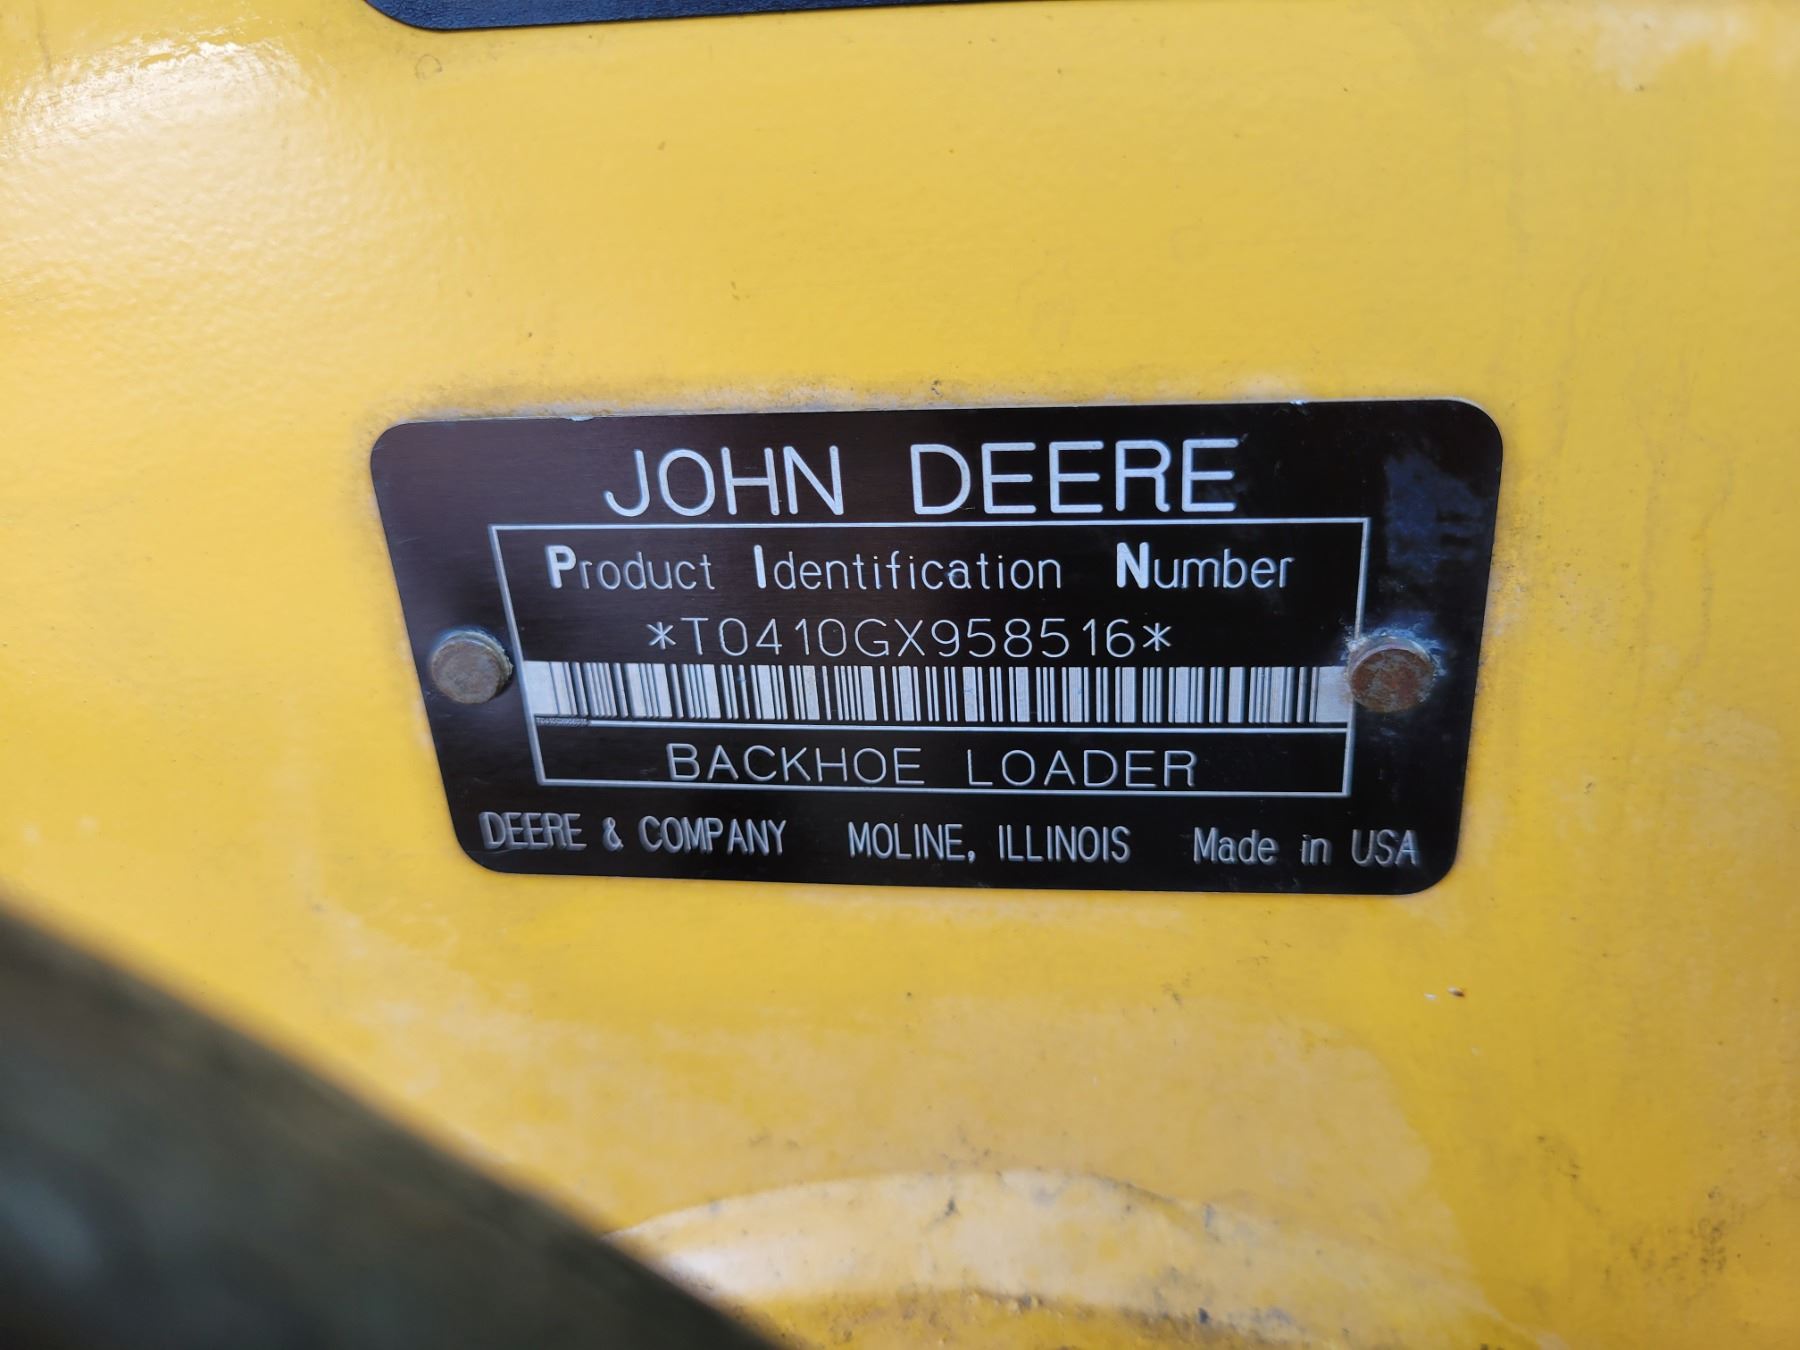 JOHN DEERE
Product Identification Number
*T0410GX958516*
BACKHOE LOADER
DEERE & COMPANY MOLINE, ILLINOIS Made in USA